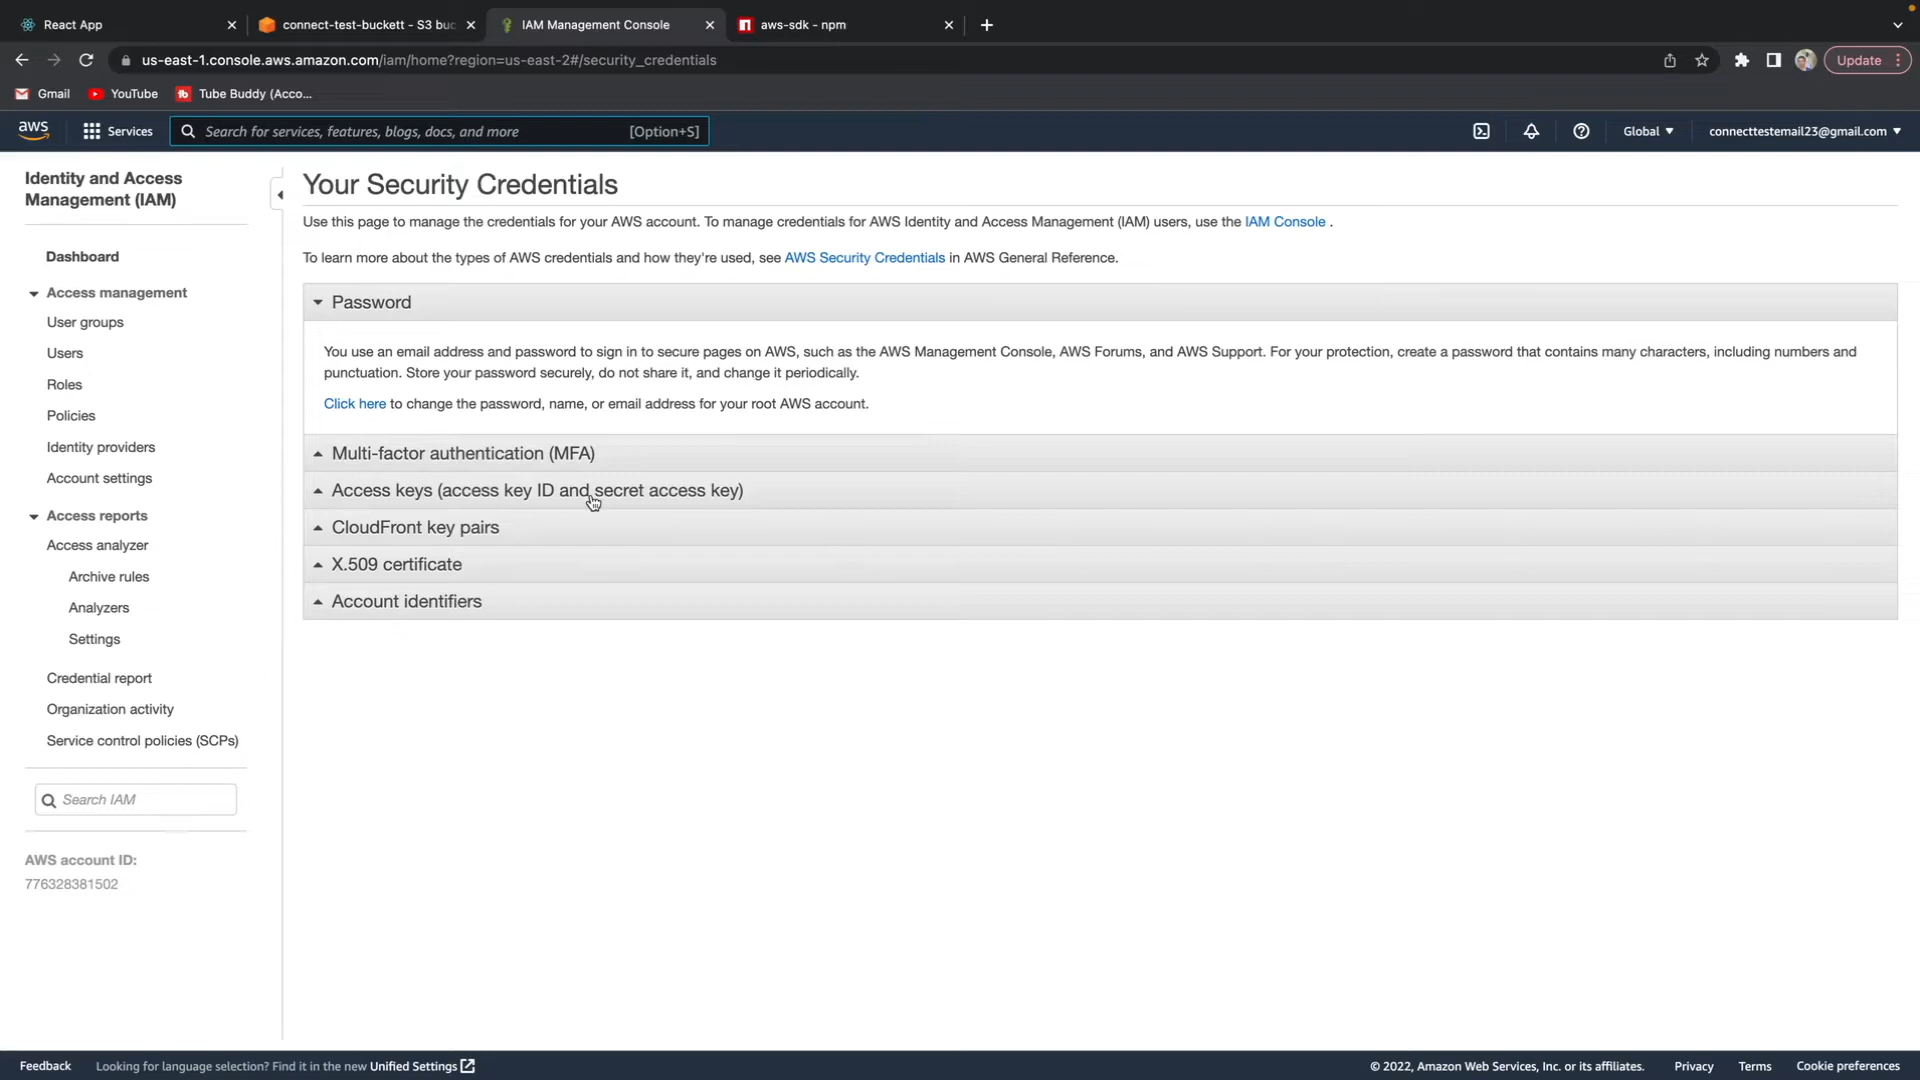 React App
connect-test-buckett - S3 buc
IAM Management Console
aws-sdk - npm
us-east-1.console.aws.amazon.com/iam/home?region=us-east-2#/security_credentials
Update
Gmail
YouTube
Tube Buddy (Acco...
aws
Services
Search for services, features, blogs, docs, and more
[Option+S]
Global
connecttestemail23@gmail.com
Identity and Access
Management (IAM)
Dashboard
Access management
User groups
Users
Roles
Policies
Identity providers
Account settings
Access reports
Access analyzer
Archive rules
Analyzers
Settings
Credential report
Organization activity
Service control policies (SCPs)
Search IAM
AWS account ID:
776328381502
Your Security Credentials
Use this page to manage the credentials for your AWS account. To manage credentials for AWS Identity and Access Management (IAM) users, use the IAM Console .
To learn more about the types of AWS credentials and how they're used, see AWS Security Credentials in AWS General Reference.
Password
You use an email address and password to sign in to secure pages on AWS, such as the AWS Management Console, AWS Forums, and AWS Support. For your protection, create a password that contains many characters, including numbers and
punctuation. Store your password securely, do not share it, and change it periodically.
Click here to change the password, name, or email address for your root AWS account.
Multi-factor authentication (MFA)
Access keys (access key ID and secret access key)
CloudFront key pairs
X.509 certificate
Account identifiers
Feedback
Looking for language selection? Find it in the new Unified Settings
© 2022, Amazon Web Services, Inc. or its affiliates.
Privacy
Terms
Cookie preferences